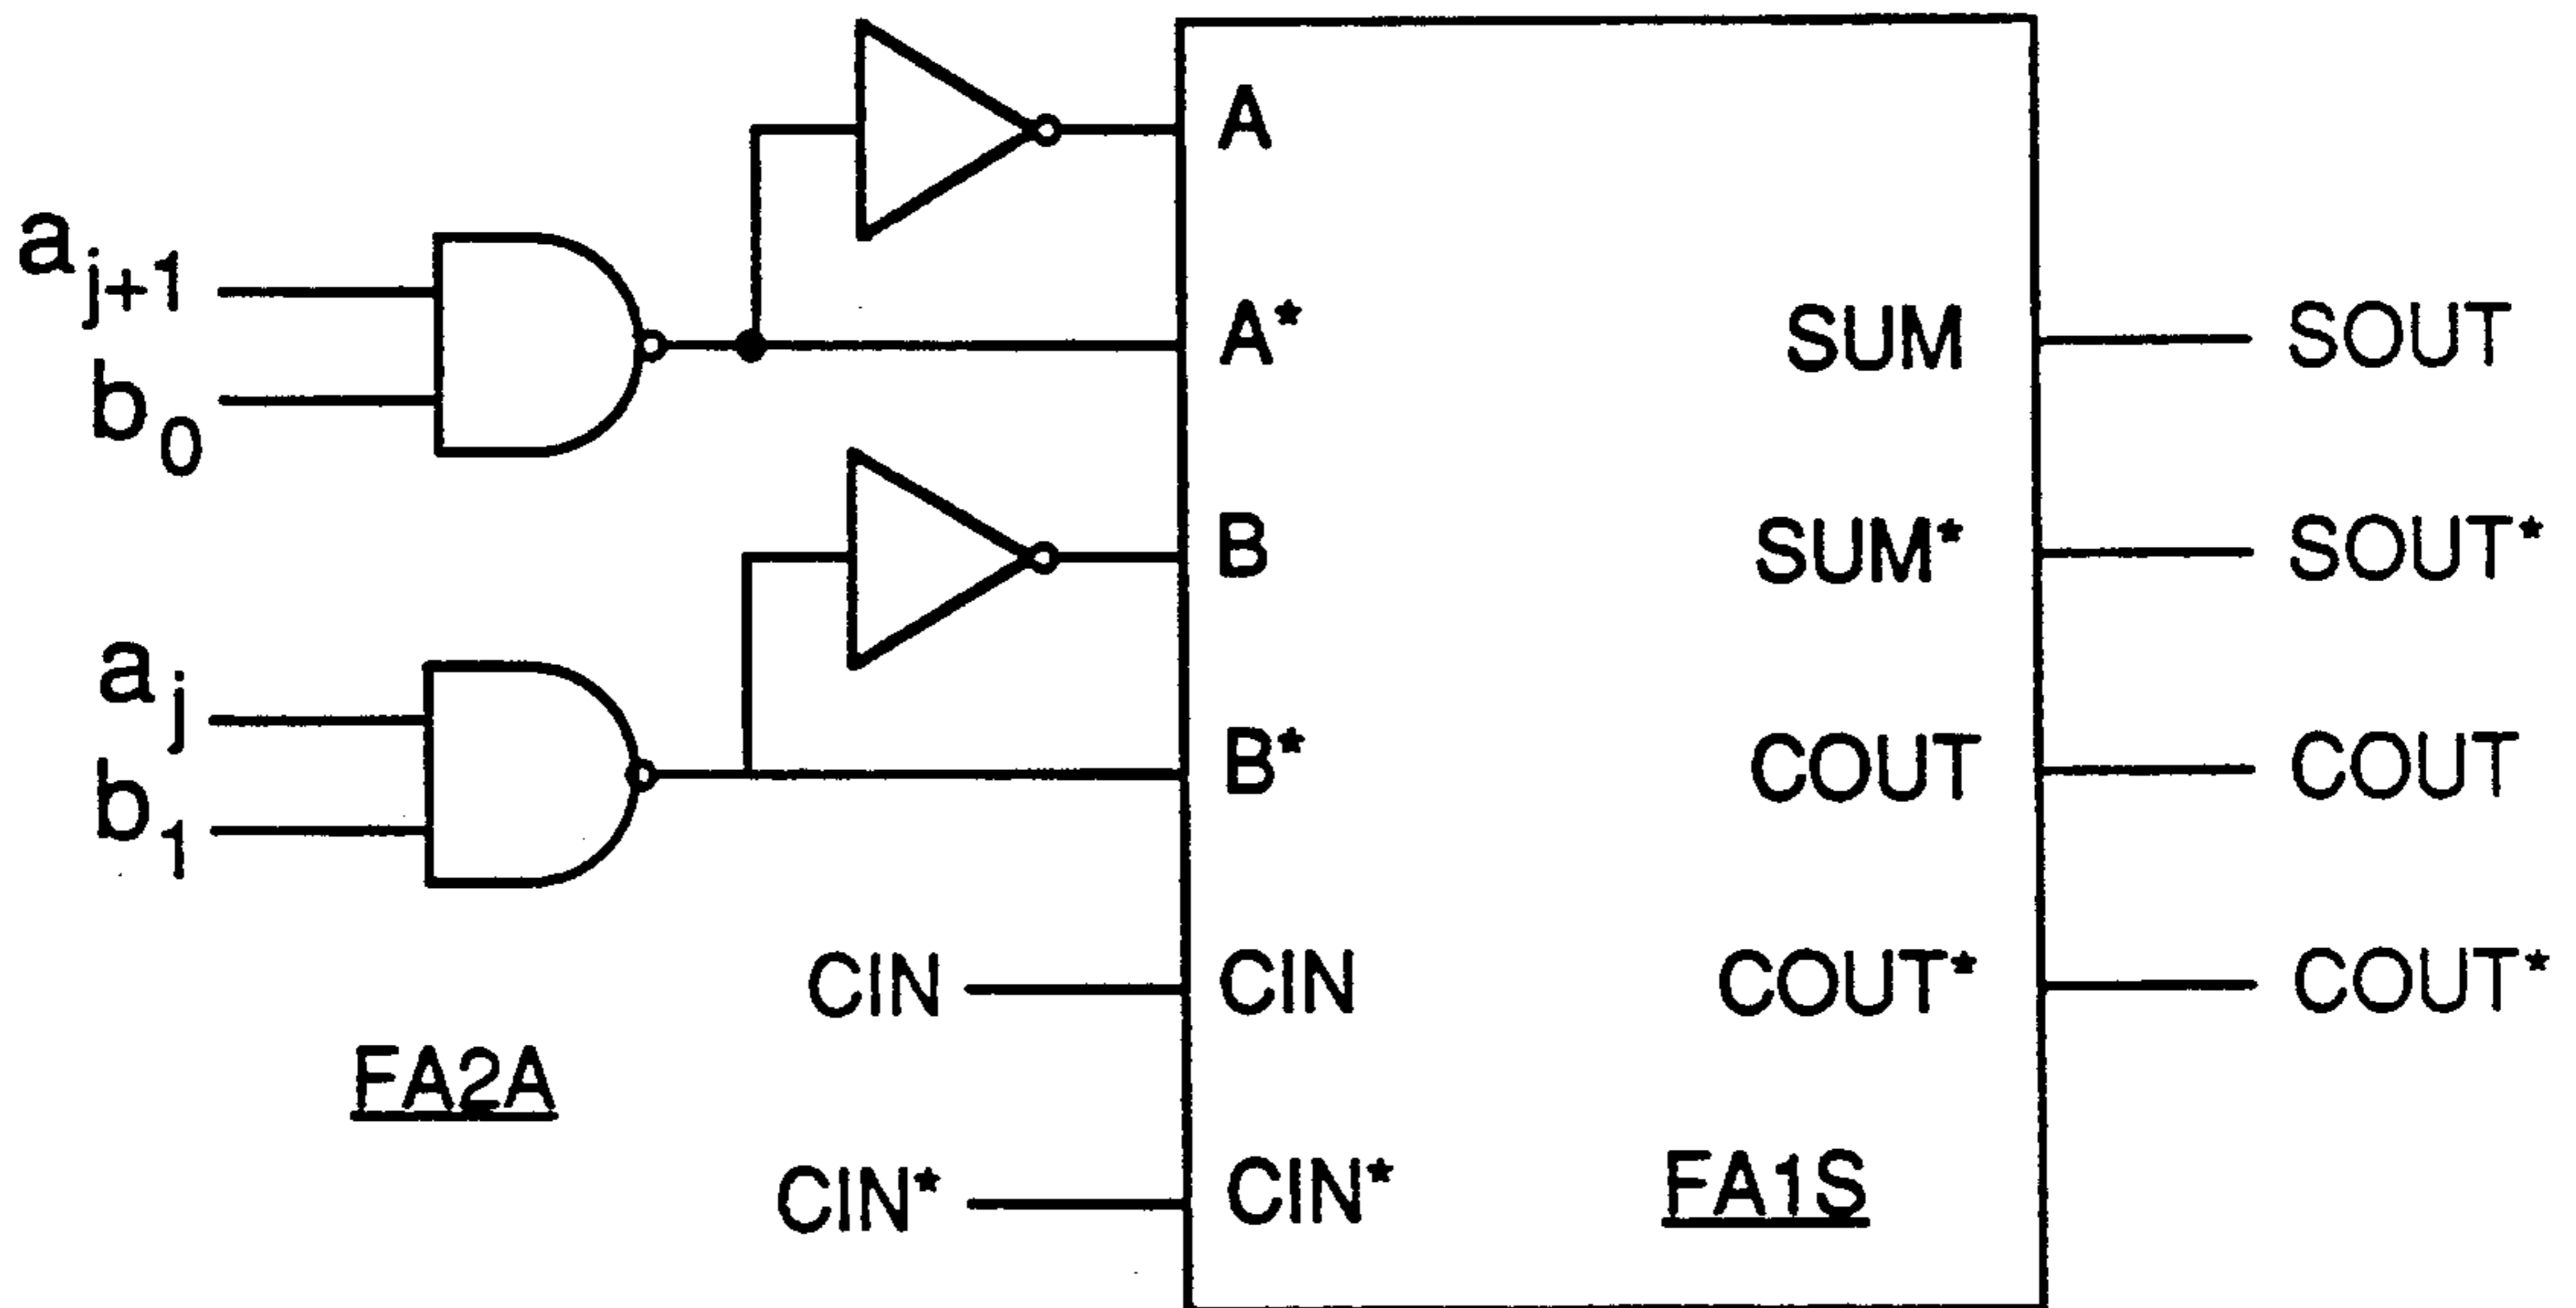 A
a j+1
A*
SUM
SOUT
b 0
B
SUM*
SOUT*
a j
B*
COUT
COUT
b 1
CIN
CIN
COUT*
COUT*
FA2A
CIN*
CIN*
FA1S